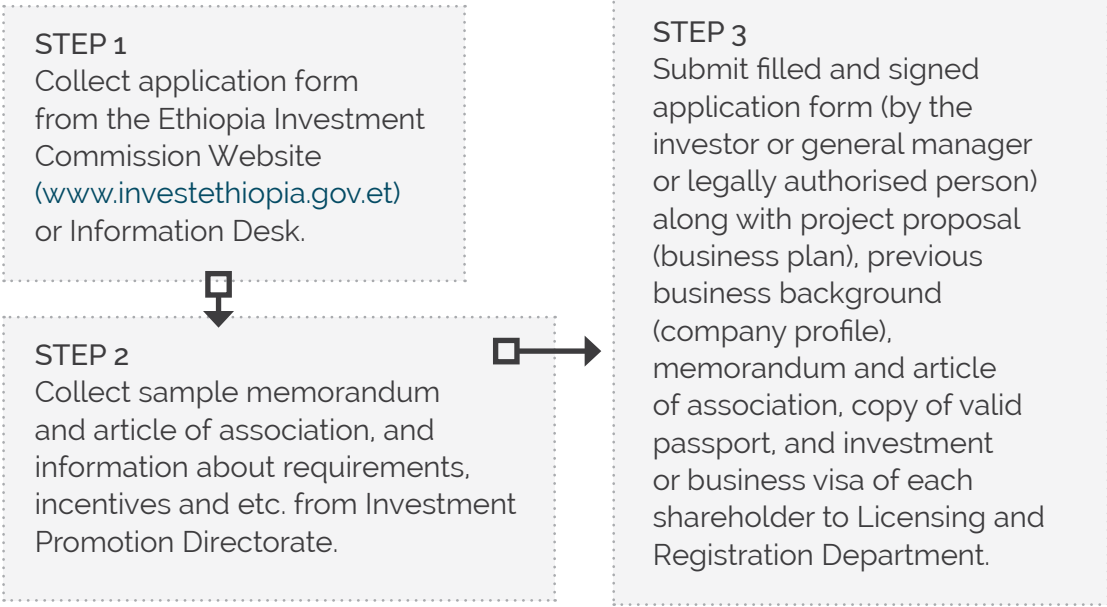 STEP 1
Collect application form
from the Ethiopia Investment
Commission Website
(www.investethiopia.gov.et)
or Information Desk.
STEP 2
Collect sample memorandum
and article of association, and
information about requirements,
incentives and etc. from Investment
Promotion Directorate.
STEP 3
Submit filled and signed
application form (by the
investor or general manager
or legally authorised person)
along with project proposal
(business plan), previous
business background
(company profile),
memorandum and article
of association, copy of valid
passport, and investment
or business visa of each
shareholder to Licensing and
Registration Department.